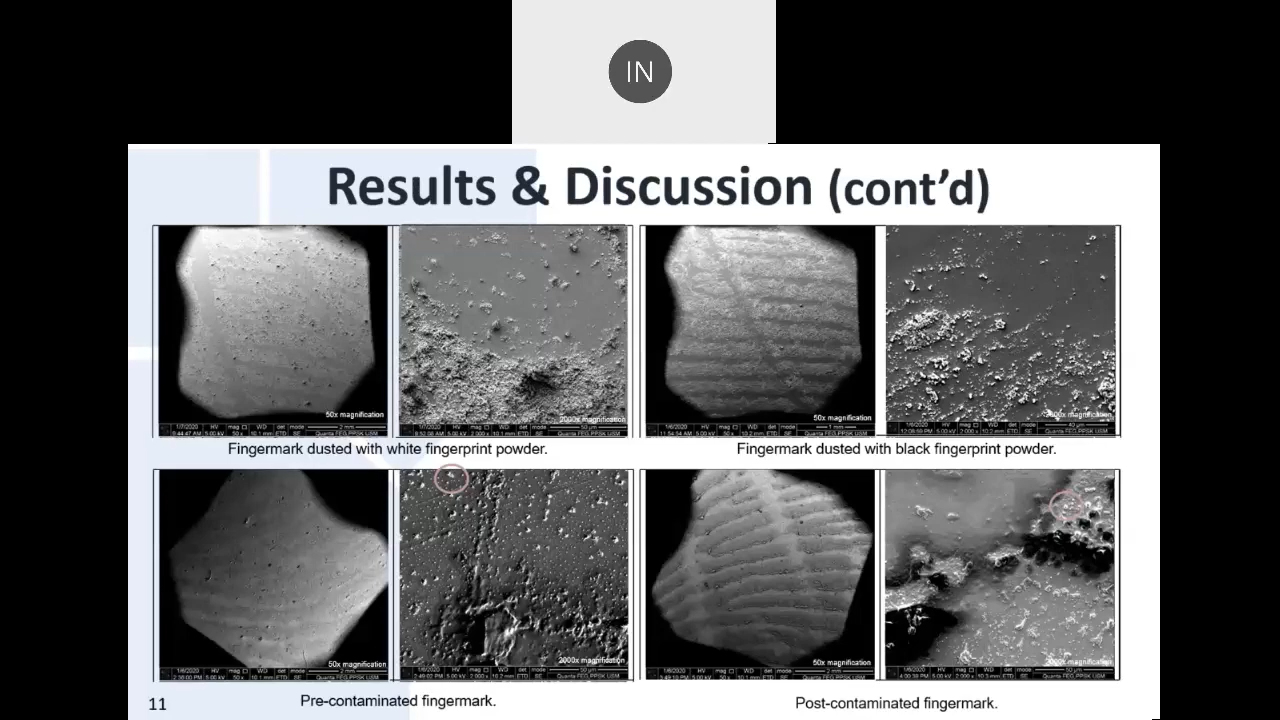 IN
Results & Discussion (cont'd)
50x magnification
2000x magnification
50x magnification
2000x magnification
Fingermark dusted with white fingerprint powder.
Fingermark dusted with black fingerprint powder.
50x magnification
2000x magnification
50x magnification
Pre-contaminated fingermark.
Post-contaminated fingermark.
11